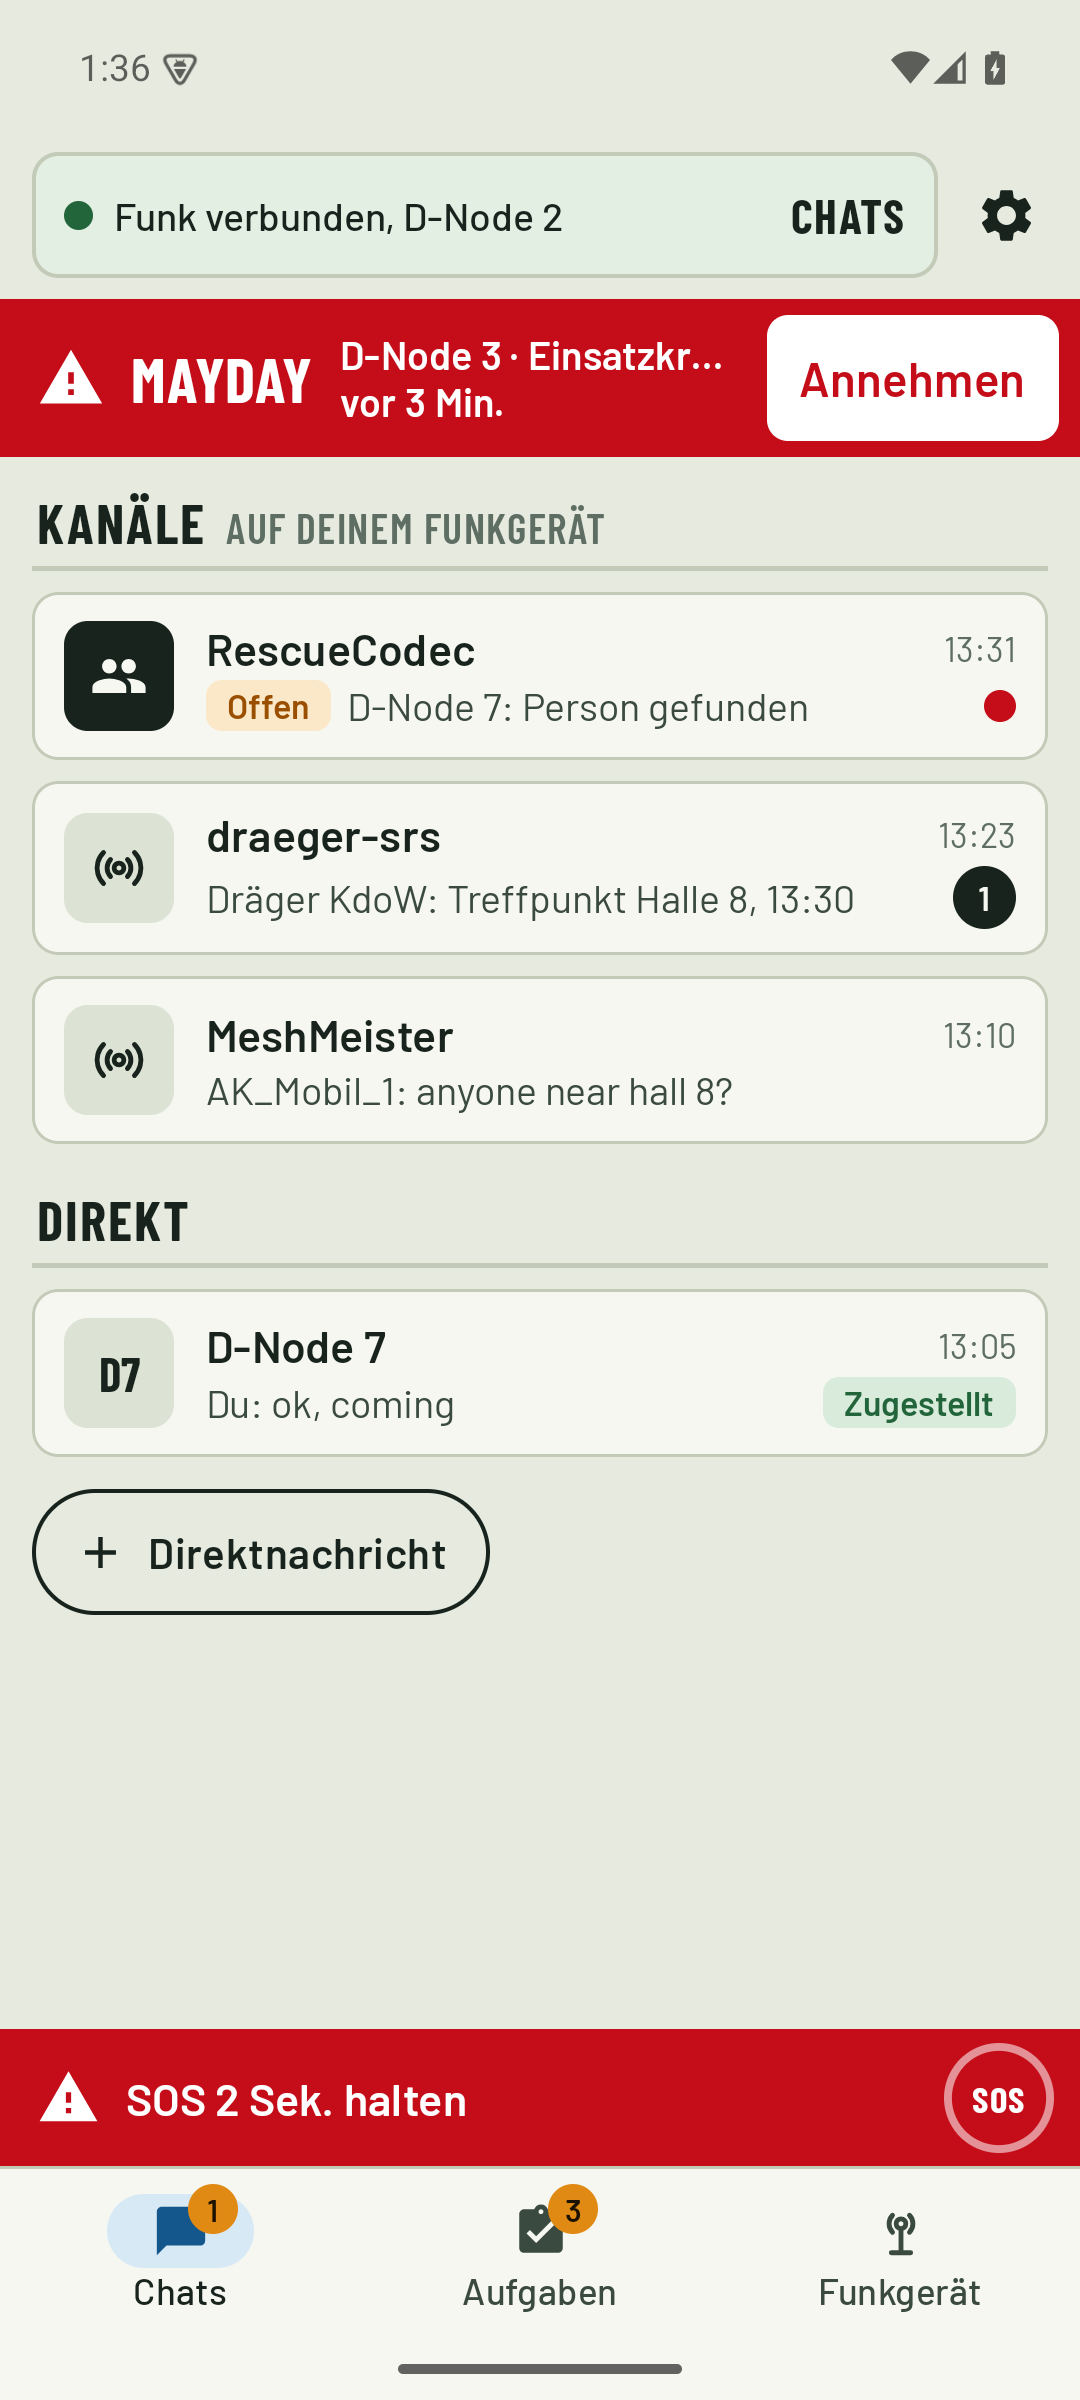 1:36
Funk verbunden, D-Node 2 CHATS
MAYDAY D-Node 3 · Einsatzkr... Annehmen
vor 3 Min.
KANÄLE AUF DEINEM FUNKGERÄT
RescueCodec 13:31
Offen D-Node 7: Person gefunden
draeger-srs 13:23
Dräger KdoW: Treffpunkt Halle 8, 13:30 1
MeshMeister 13:10
AK_Mobil_1: anyone near hall 8?
DIREKT
D7 D-Node 7 13:05
Du: ok, coming Zugestellt
+ Direktnachricht
SOS 2 Sek. halten SOS
1 3
Chats Aufgaben Funkgerät